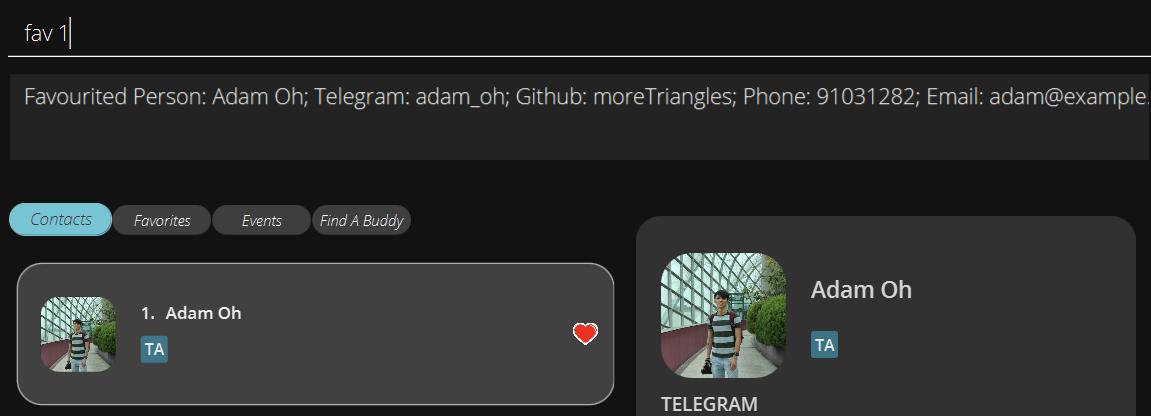 fav 1
Favourited Person: Adam Oh; Telegram: adam_oh; Github: moreTriangles; Phone: 91031282; Email: adam@example.
Contacts Favorites Events Find A Buddy
1. Adam Oh
TA
Adam Oh
TA
TELEGRAM